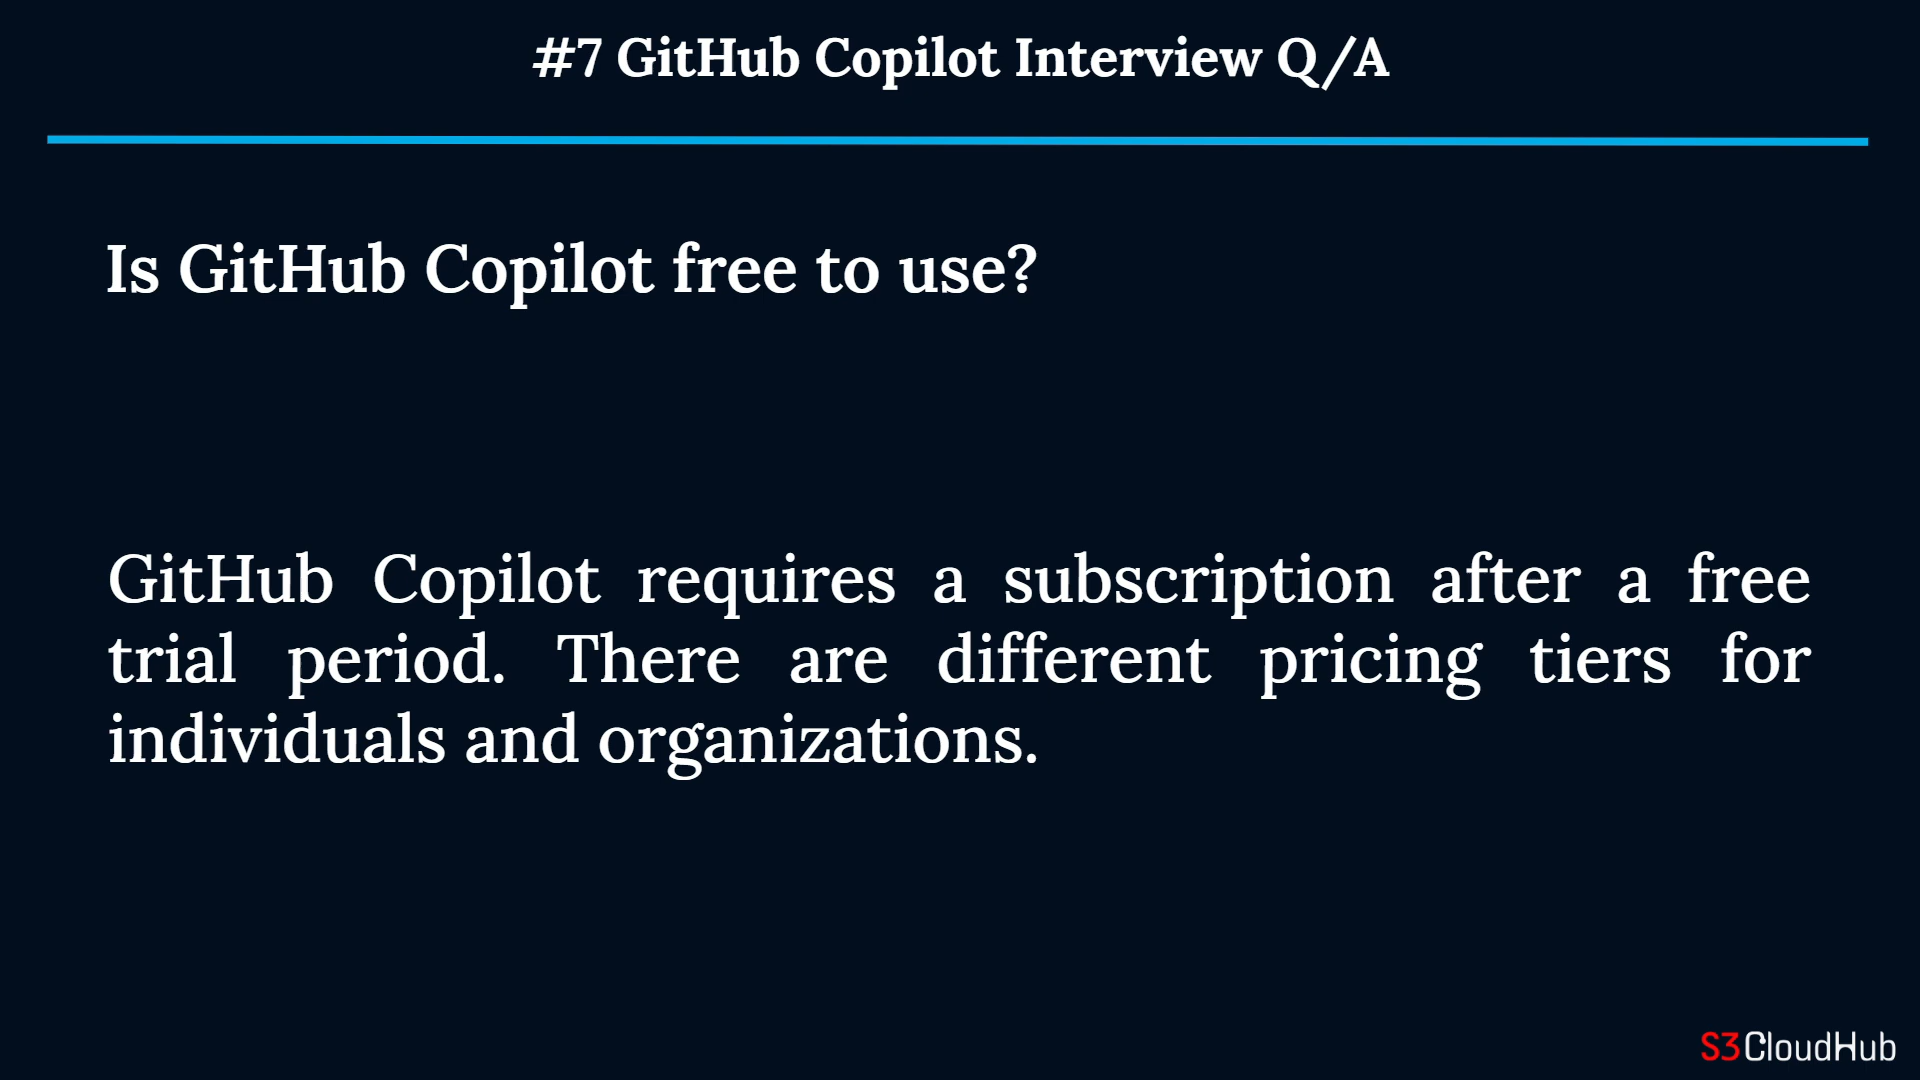 #7 GitHub Copilot Interview Q/A
Is GitHub Copilot free to use?
GitHub Copilot requires a subscription after a free
trial period. There are different pricing tiers for
individuals and organizations.
S3CloudHub